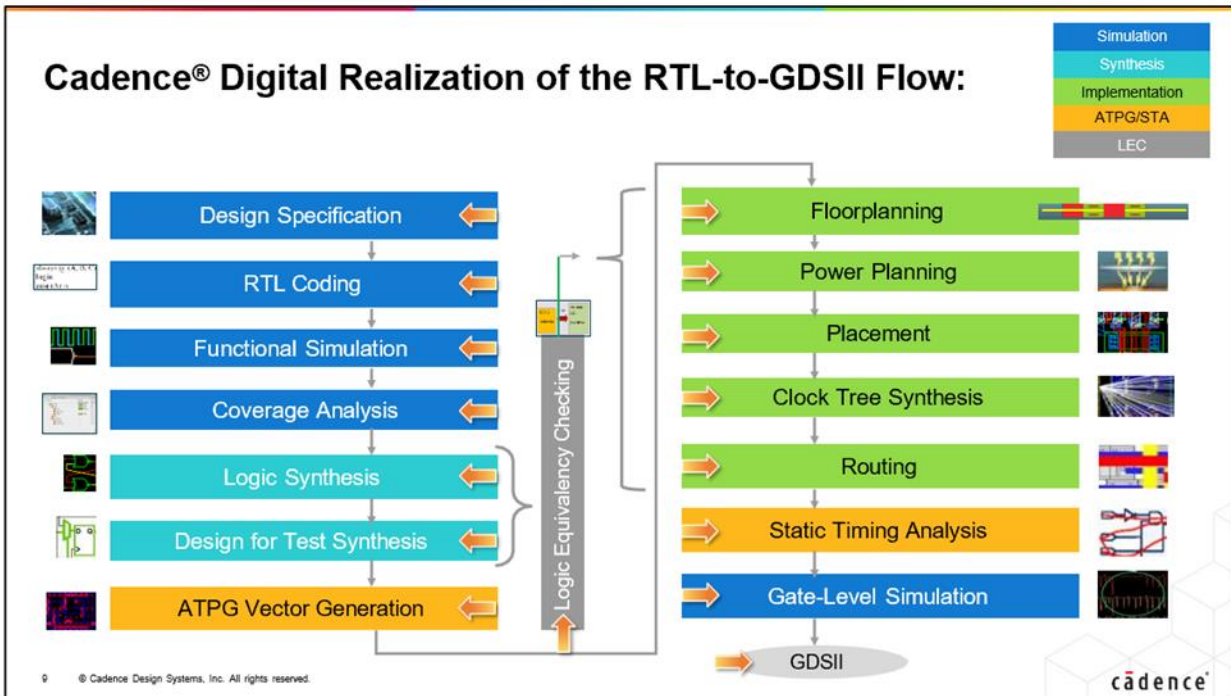 Cadence® Digital Realization of the RTL-to-GDSII Flow:
Simulation
Synthesis
Implementation
ATPG/STA
LEC
Design Specification
RTL Coding
Functional Simulation
Coverage Analysis
Logic Synthesis
Design for Test Synthesis
ATPG Vector Generation
Logic Equivalency Checking
Floorplanning
Power Planning
Placement
Clock Tree Synthesis
Routing
Static Timing Analysis
Gate-Level Simulation
GDSII
9 © Cadence Design Systems, Inc. All rights reserved.
cādence®